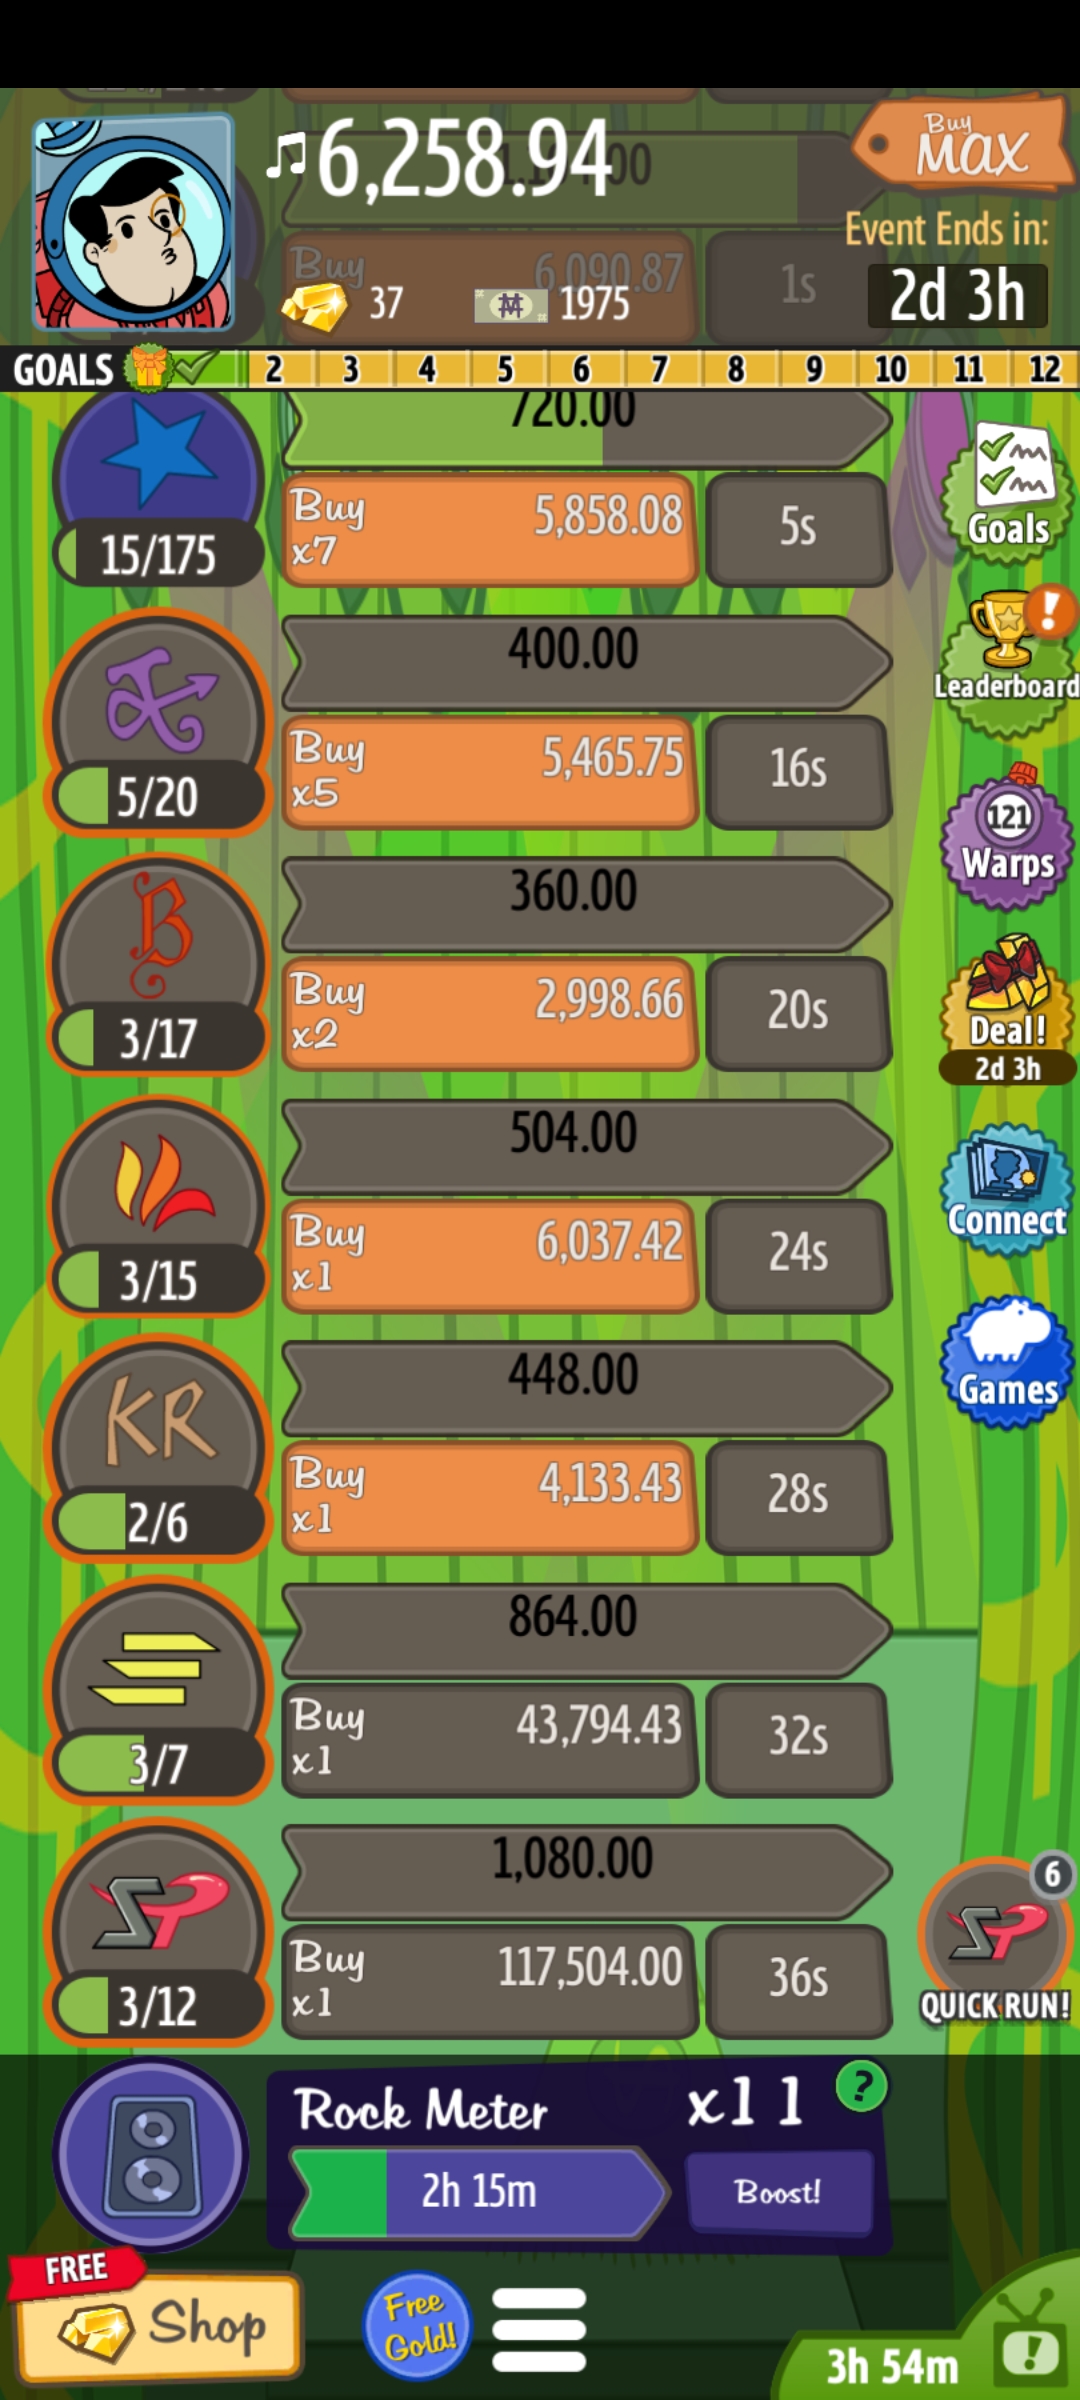 6,258.94
Buy
MAX
Event Ends in:
2d 3h
Buy
6,090.87
1s
37
1975
GOALS 2 3 4 5 6 7 8 9 10 11 12
720.00
Buy
x7
5,858.08
5s
15/175
Goals
400.00
Buy
x5
5,465.75
16s
5/20
Leaderboard
360.00
Buy
x2
2,998.66
20s
3/17
121
Warps
Deal!
2d 3h
504.00
Buy
x1
6,037.42
24s
3/15
Connect
448.00
Buy
x1
4,133.43
28s
KR
2/6
Games
864.00
Buy
x1
43,794.43
32s
3/7
1,080.00
Buy
x1
117,504.00
36s
3/12
6
QUICK RUN!
Rock Meter
x11
?
2h 15m
Boost!
FREE
Shop
Free
Gold!
3h 54m